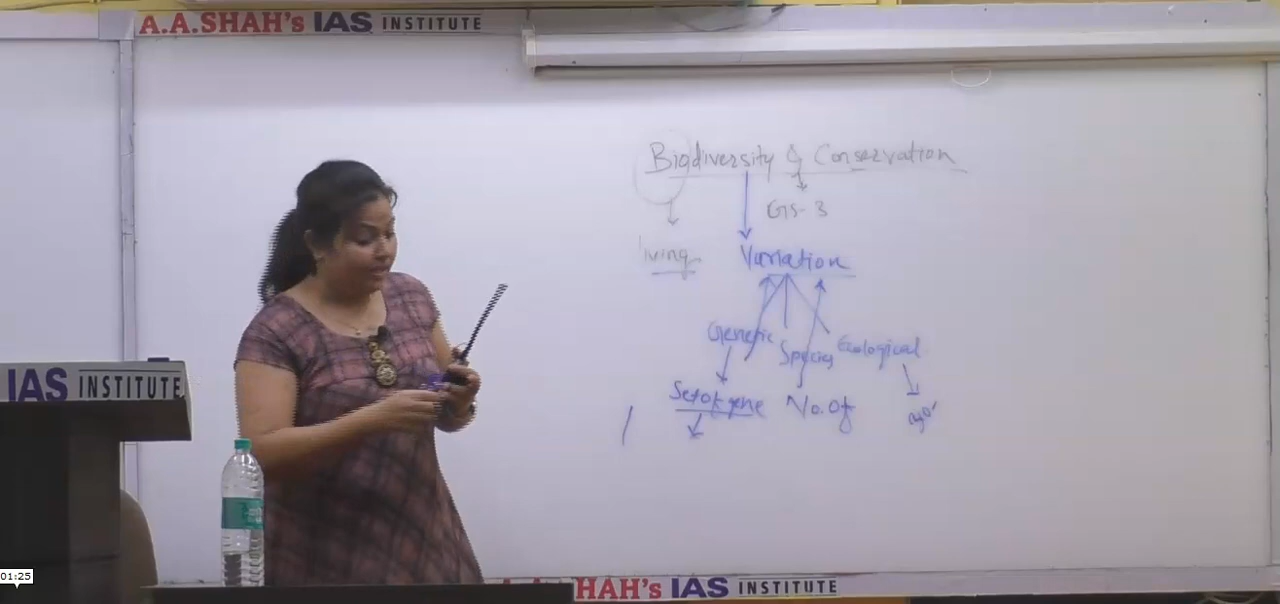 A.A.SHAH's IAS INSTITUTE
Biodiversity & Conservation
GS-3
living
Variation
Genetic
Species
Ecological
Set of gene
No. of
IAS INSTITUTE
HAH's IAS INSTITUTE
01:25